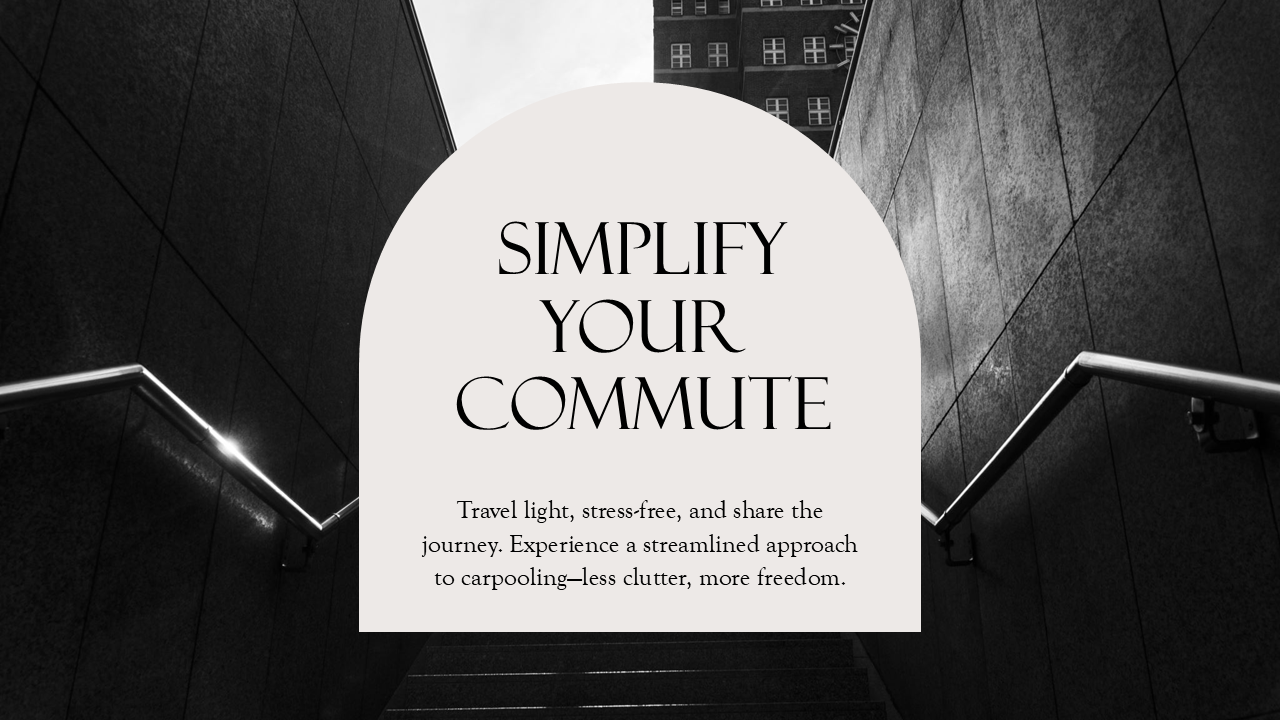 SIMPLIFY
YOUR
COMMUTE
Travel light, stress-free, and share the
journey. Experience a streamlined approach
to carpooling—less clutter, more freedom.